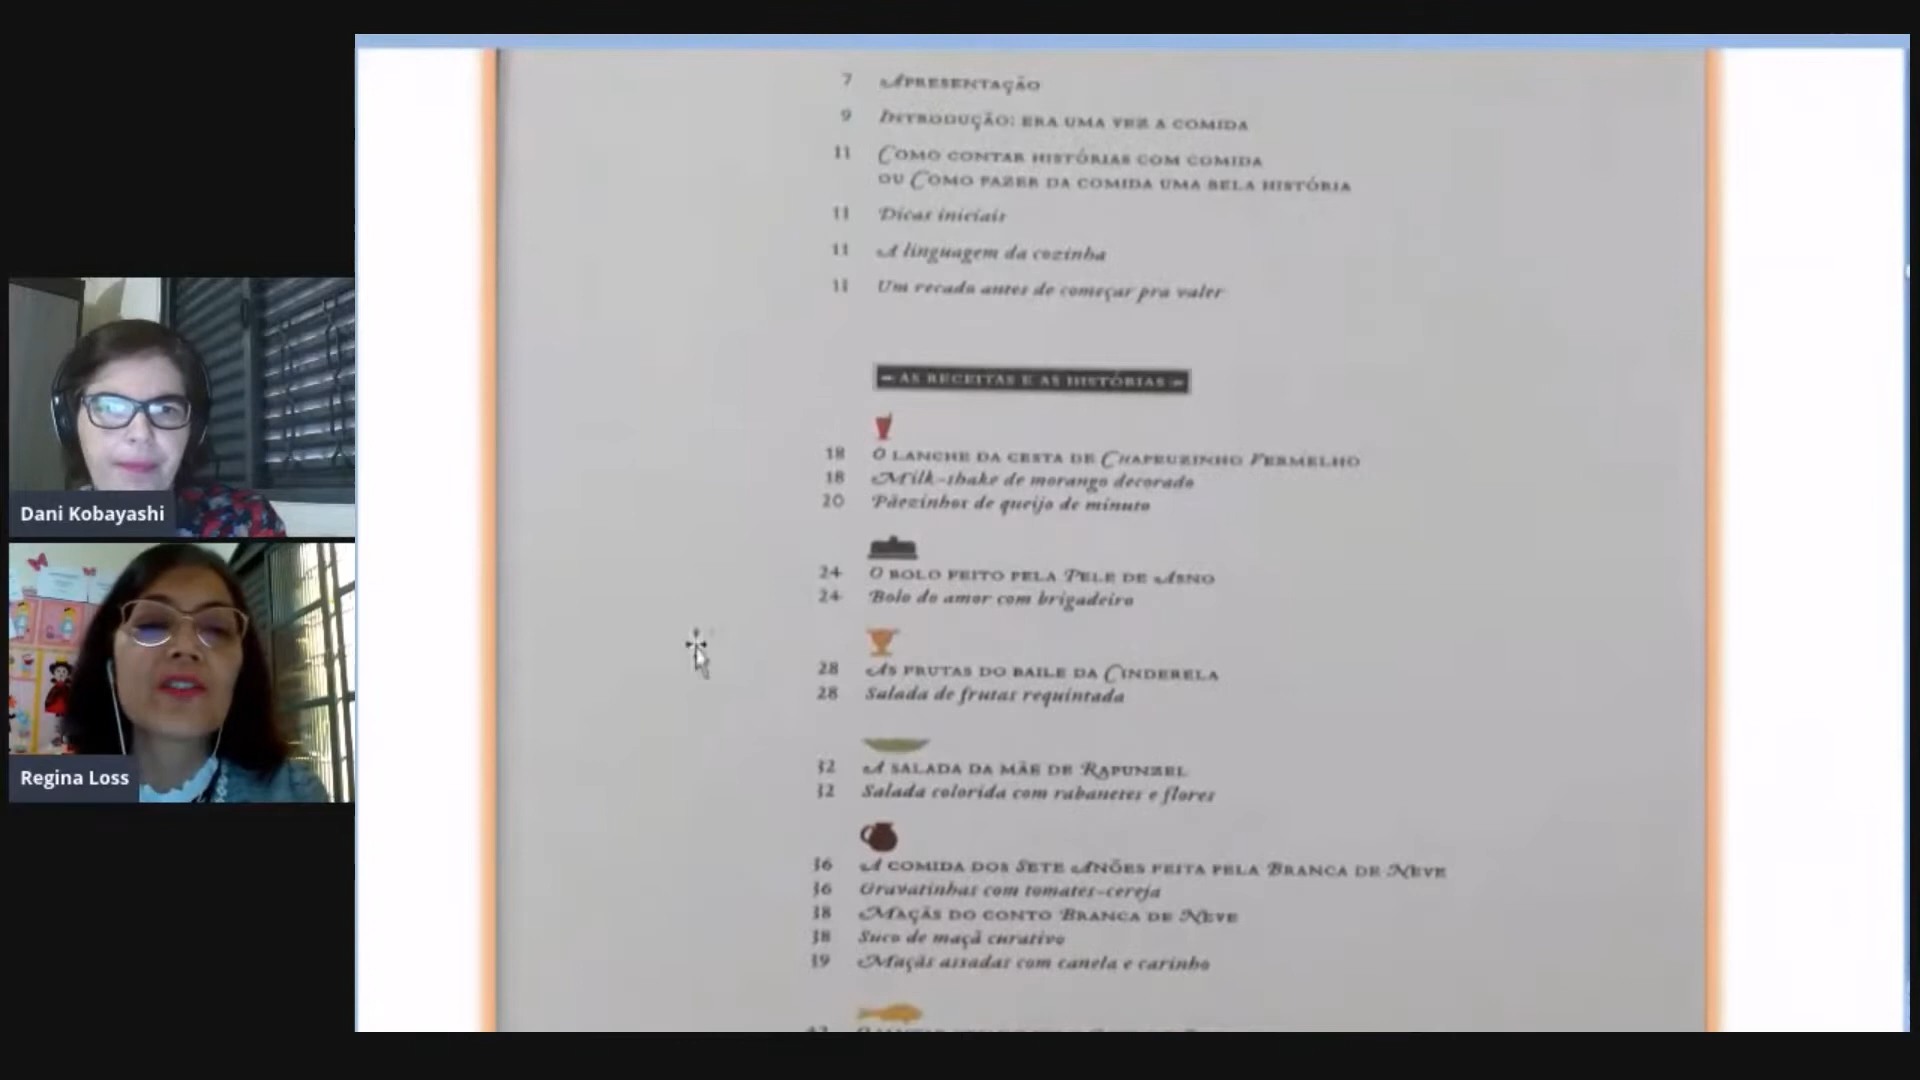 7 Apresentação
9 Introdução: era uma vez a comida
11 Como contar histórias com comida
ou Como fazer da comida uma bela história
11 Dicas iniciais
11 A linguagem da cozinha
11 Um recado antes de começar pra valer
AS RECEITAS E AS HISTÓRIAS
18 O lanche da cesta de Chapeuzinho Vermelho
18 Milk-shake de morango decorado
20 Pãezinhos de queijo de minuto
24 O bolo feito pela Pele de Asno
24 Bolo do amor com brigadeiro
28 As frutas do baile da Cinderela
28 Salada de frutas requintada
32 A salada da mãe de Rapunzel
32 Salada colorida com rabanetes e flores
36 A comida dos Sete Anões feita pela Branca de Neve
36 Gravatinhas com tomates-cereja
38 Maçãs do conto Branca de Neve
38 Suco de maçã curativo
39 Maçãs assadas com canela e carinho
Dani Kobayashi
Regina Loss